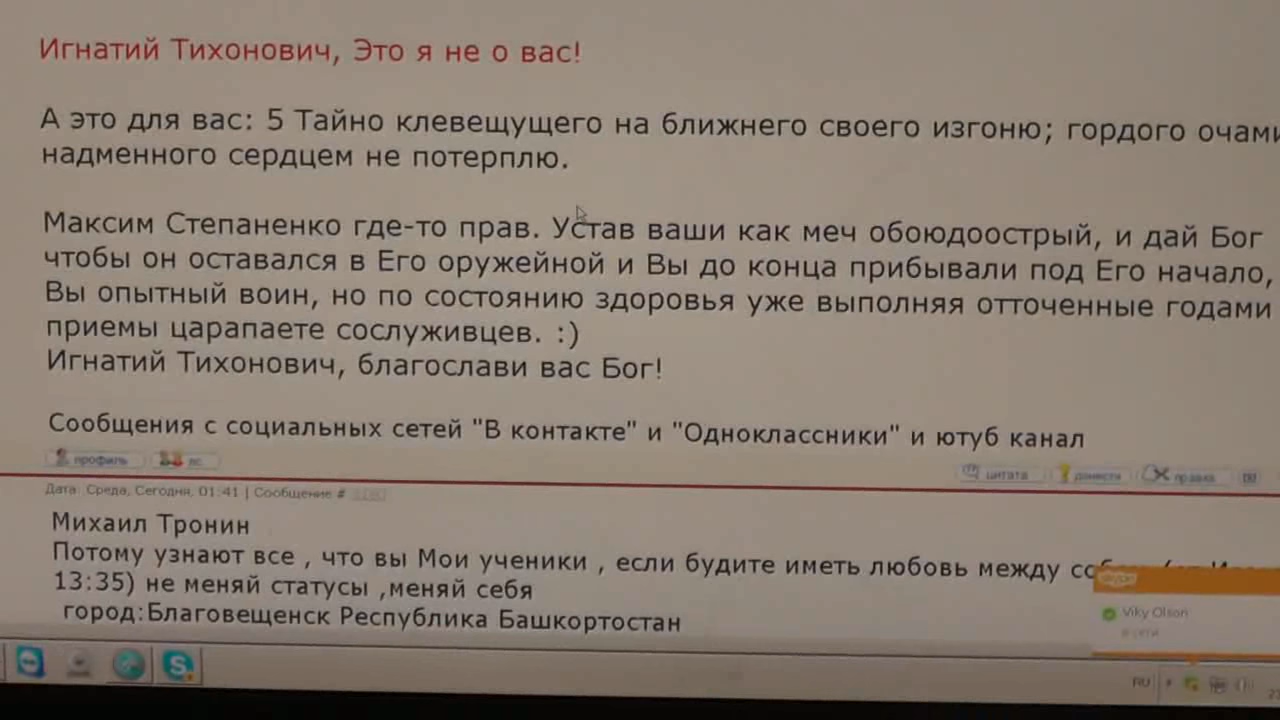 Игнатий Тихонович, Это я не о вас!
А это для вас: 5 Тайно клевещущего на ближнего своего изгоню; гордого очами
надменного сердцем не потерплю.
Максим Степаненко где-то прав. Устав ваши как меч обоюдоострый, и дай Бог
чтобы он оставался в Его оружейной и Вы до конца прибывали под Его начало,
Вы опытный воин, но по состоянию здоровья уже выполняя отточенные годами
приемы царапаете сослуживцев. :)
Игнатий Тихонович, благослави вас Бог!
Сообщения с социальных сетей "В контакте" и "Одноклассники" и ютуб канал
профиль лс цитата правка
Дата: Среда, Сегодня, 01:41 | Сообщение #
Михаил Тронин
Потому узнают все , что вы Мои ученики , если будите иметь любовь между
13:35) не меняй статусы ,меняй себя
город:Благовещенск Республика Башкортостан
skype
Viky Olson
в сети
RU